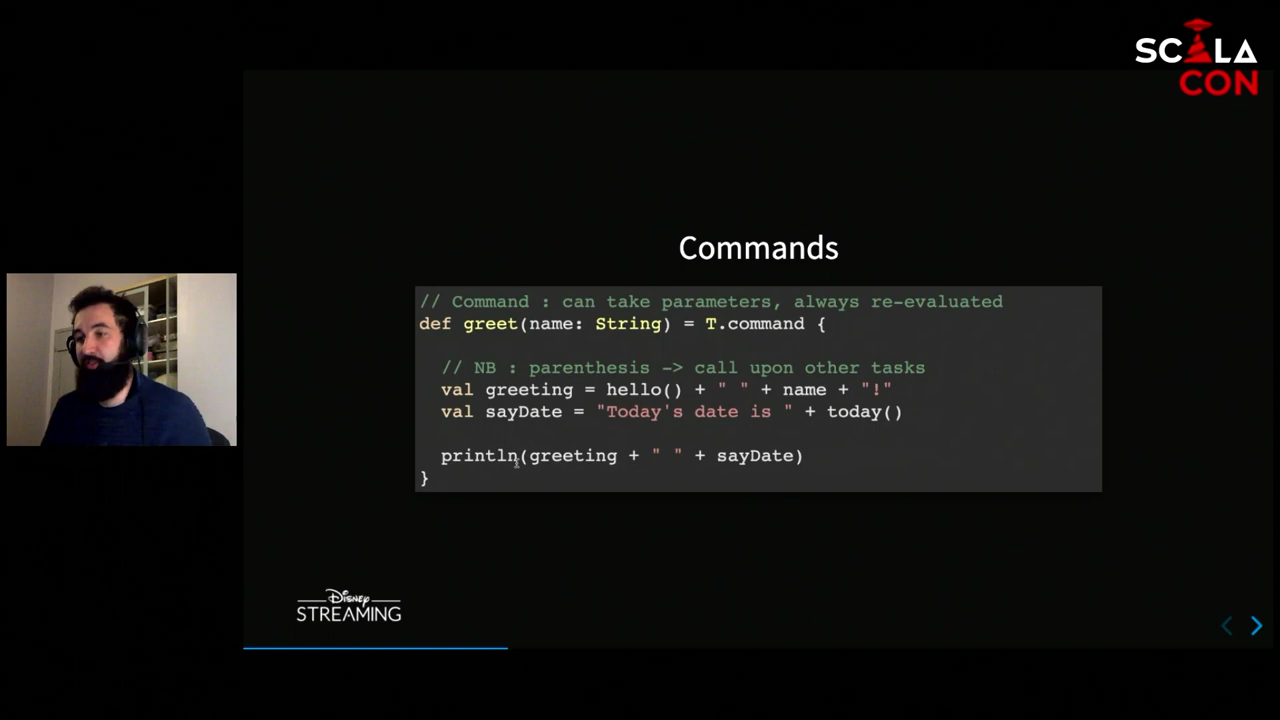 SCALA
CON
Commands
// Command : can take parameters, always re-evaluated
def greet(name: String) = T.command {
// NB : parenthesis -> call upon other tasks
val greeting = hello() + " " + name + "!"
val sayDate = "Today's date is " + today()
println(greeting + " " + sayDate)
}
DISNEY
STREAMING